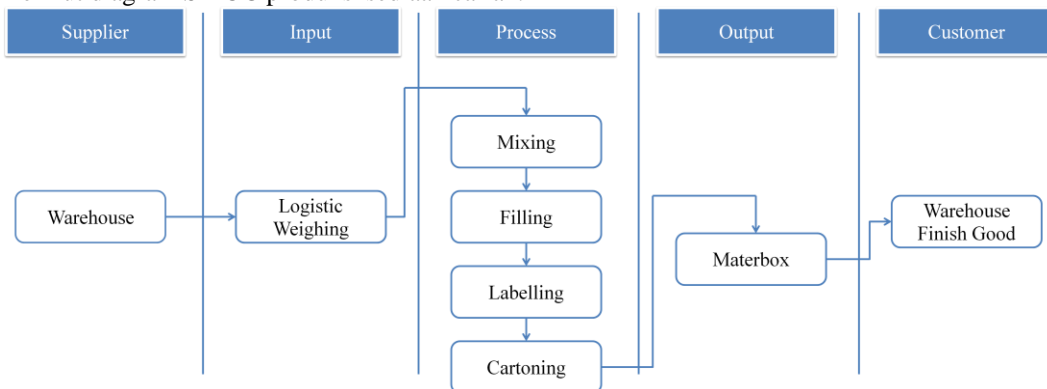 Supplier
Input
Process
Output
Customer
Mixing
Warehouse
Logistic
Weighing
Filling
Warehouse
Finish Good
Materbox
Labelling
Cartoning